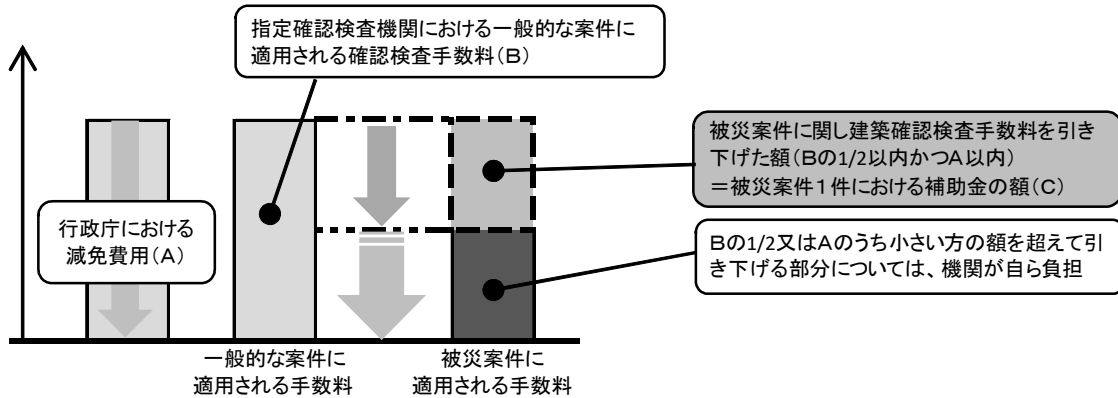 指定確認検査機関における一般的な案件に
適用される確認検査手数料(B)
被災案件に関し建築確認検査手数料を引き
下げた額(Bの1/2以内かつA以内)
=被災案件1件における補助金の額(C)
行政庁における
減免費用(A)
Bの1/2又はAのうち小さい方の額を超えて引
き下げる部分については、機関が自ら負担
一般的な案件に
適用される手数料
被災案件に
適用される手数料